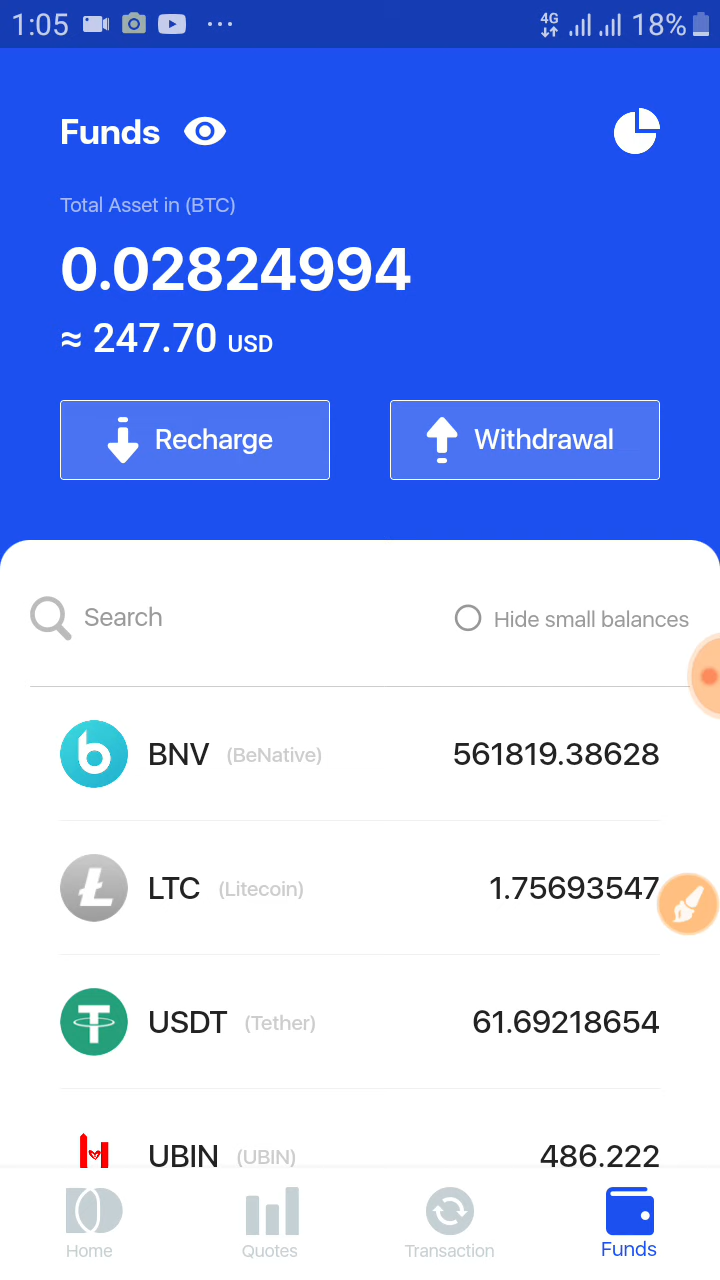 1:05 4G 18%
Funds
Total Asset in (BTC)
0.02824994
≈ 247.70 USD
Recharge Withdrawal
Search Hide small balances
BNV (BeNative) 561819.38628
LTC (Litecoin) 1.75693547
USDT (Tether) 61.69218654
UBIN (UBIN) 486.222
Home Quotes Transaction Funds